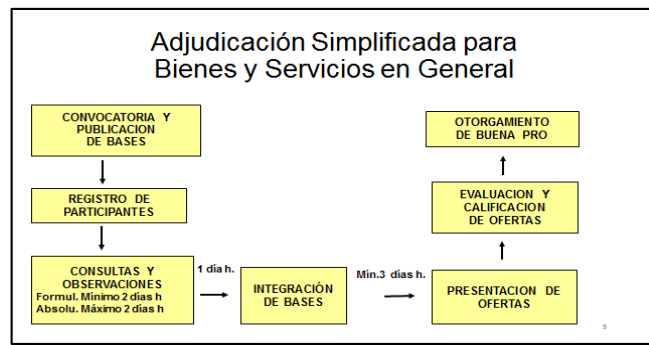 Adjudicación Simplificada para
Bienes y Servicios en General
CONVOCATORIA Y
PUBLICACION
DE BASES
REGISTRO DE
PARTICIPANTES
CONSULTAS Y
OBSERVACIONES
Formul. Mínimo 2 días h
Absolu. Máximo 2 días h
1 día h.
INTEGRACIÓN
DE BASES
Mín.3 días h.
PRESENTACION DE
OFERTAS
EVALUACION Y
CALIFICACION
DE OFERTAS
OTORGAMIENTO
DE BUENA PRO
9